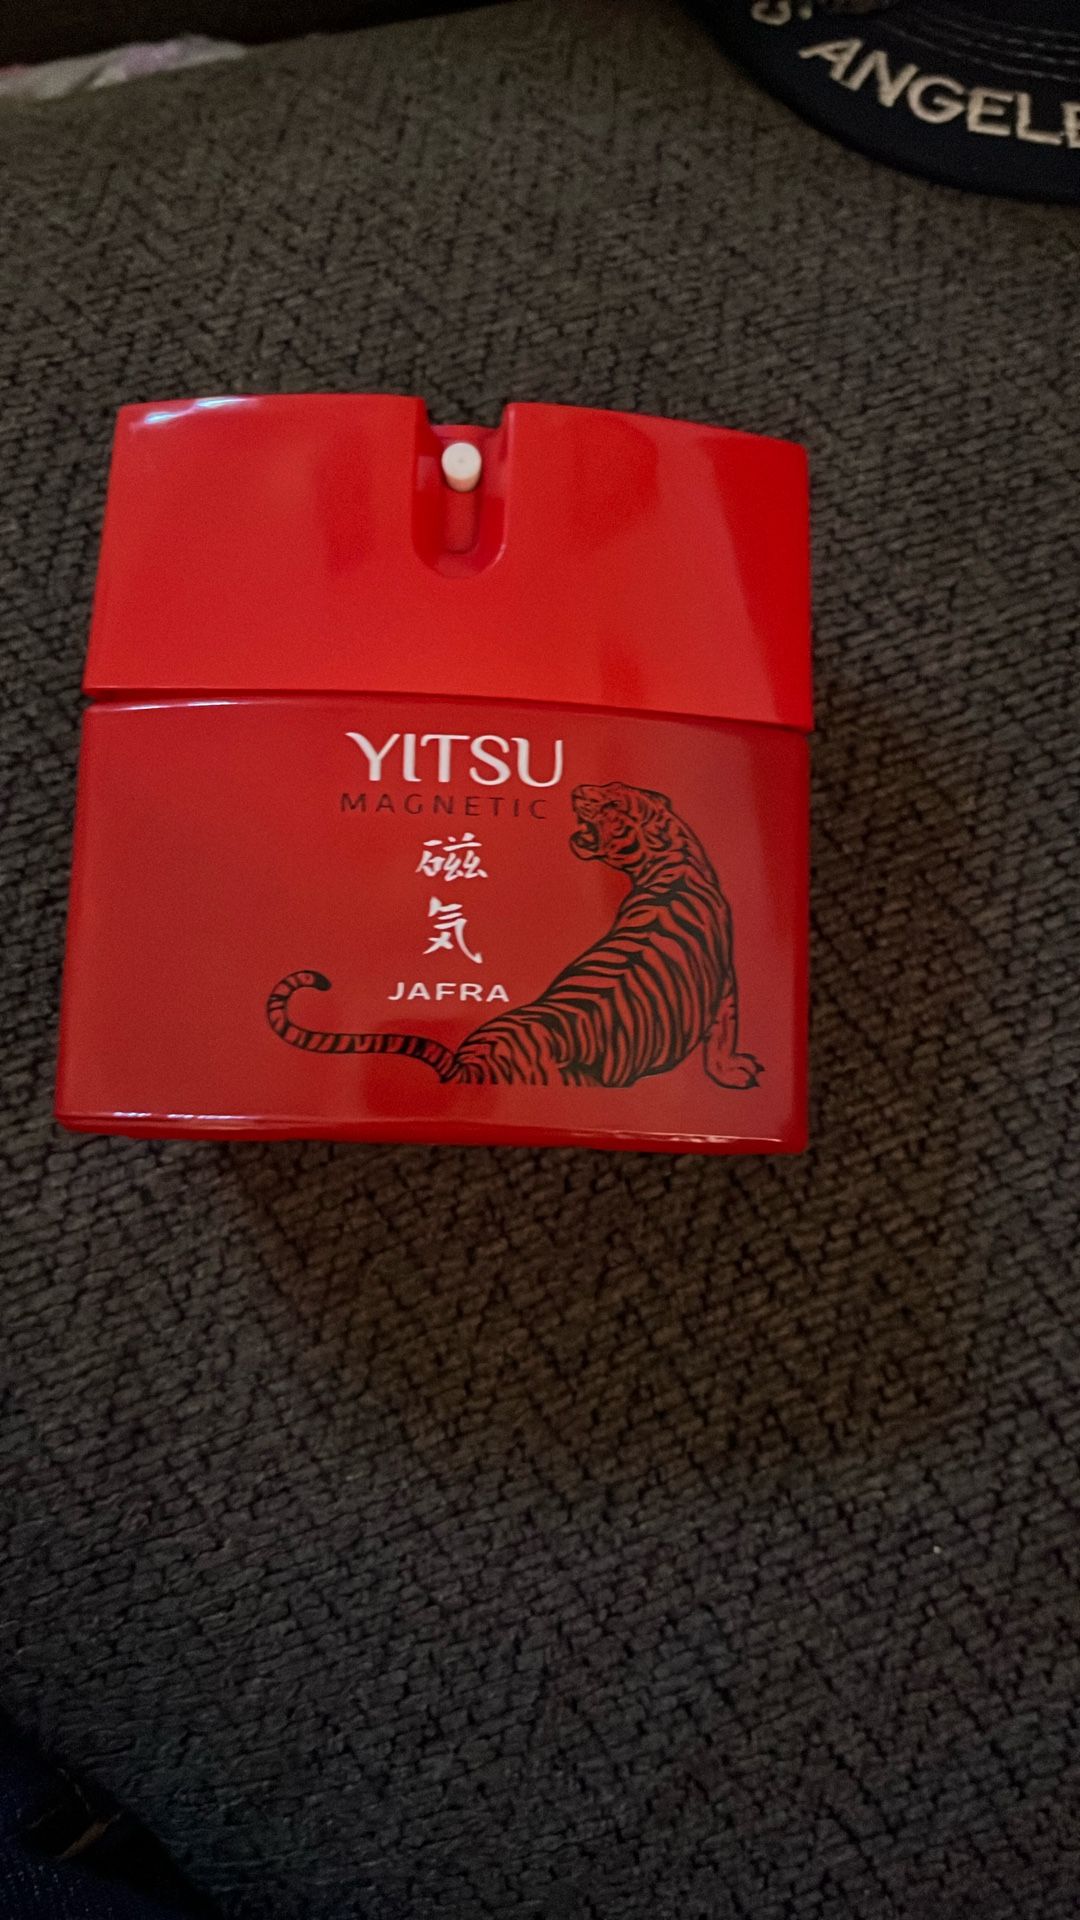 ANGELE
YITSU
MAGNETIC
磁
気
JAFRA